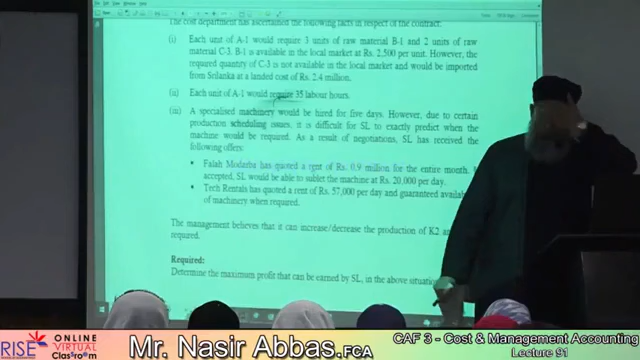 The cost department has ascertained the following facts in respect of the contract:
(i) Each unit of A-1 would require 3 units of raw material B-1 and 2 units of raw
material C-3. B-1 is available in the local market at Rs. 2,500 per unit. However, the
required quantity of C-3 is not available in the local market and would be imported
from Srilanka at a landed cost of Rs. 2.4 million.
(ii) Each unit of A-1 would require 35 labour hours.
(iii) A specialised machinery would be hired for five days. However, due to certain
production scheduling issues, it is difficult for SL to exactly predict when the
machine would be required. As a result of negotiations, SL has received the
following offers:
• Falah Modarba has quoted a rent of Rs. 0.9 million for the entire month.
accepted, SL would be able to sublet the machine at Rs. 20,000 per day.
• Tech Rentals has quoted a rent of Rs. 57,000 per day and guaranteed availa
of machinery when required.
The management believes that it can increase/decrease the production of K2 a
required.
Required:
Determine the maximum profit that can be earned by SL, in the above situatio
RISE ONLINE
VIRTUAL
Classroom
Mr. Nasir Abbas.FCA
CAF 3 - Cost & Management Accounting
Lecture 91